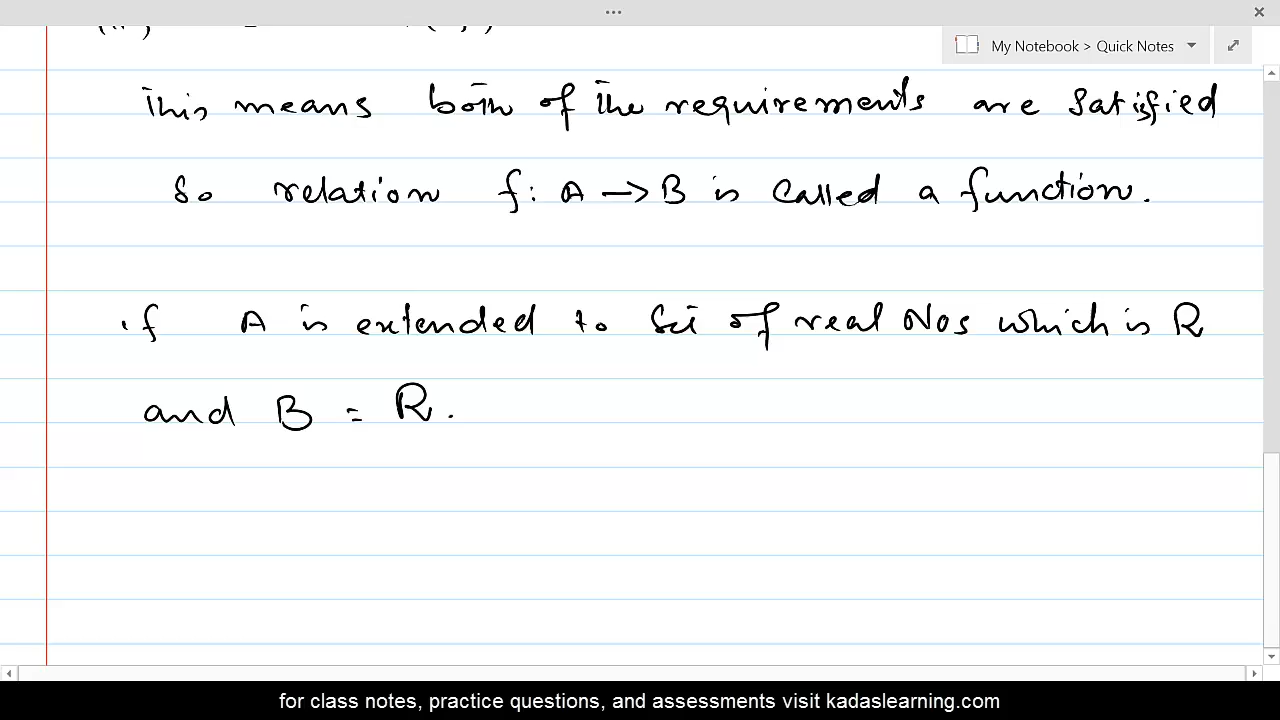 My Notebook > Quick Notes
This means both of the requirements are satisfied
So relation f: A → B is called a function.
if A is extended to Set of real Nos which is R
and B = R.
for class notes, practice questions, and assessments visit kadaslearning.com